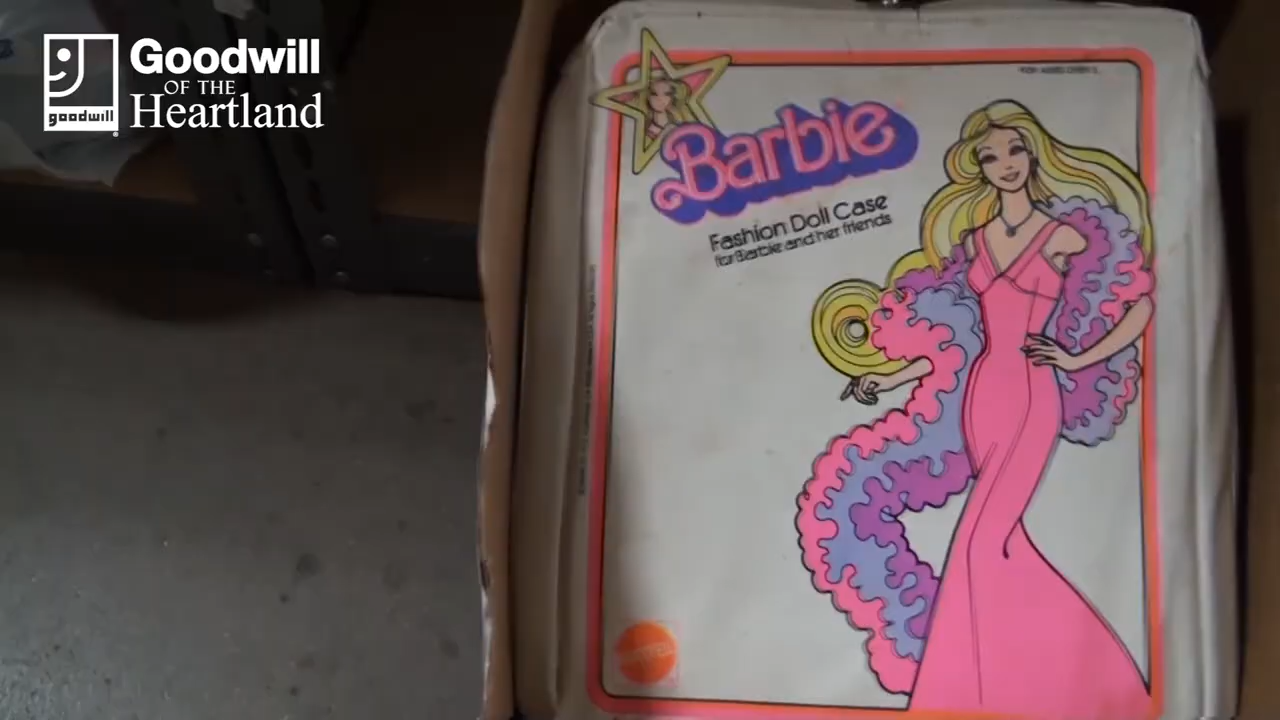 Goodwill
OF THE
Heartland
goodwill
Barbie
Fashion Doll Case
for Barbie and her friends